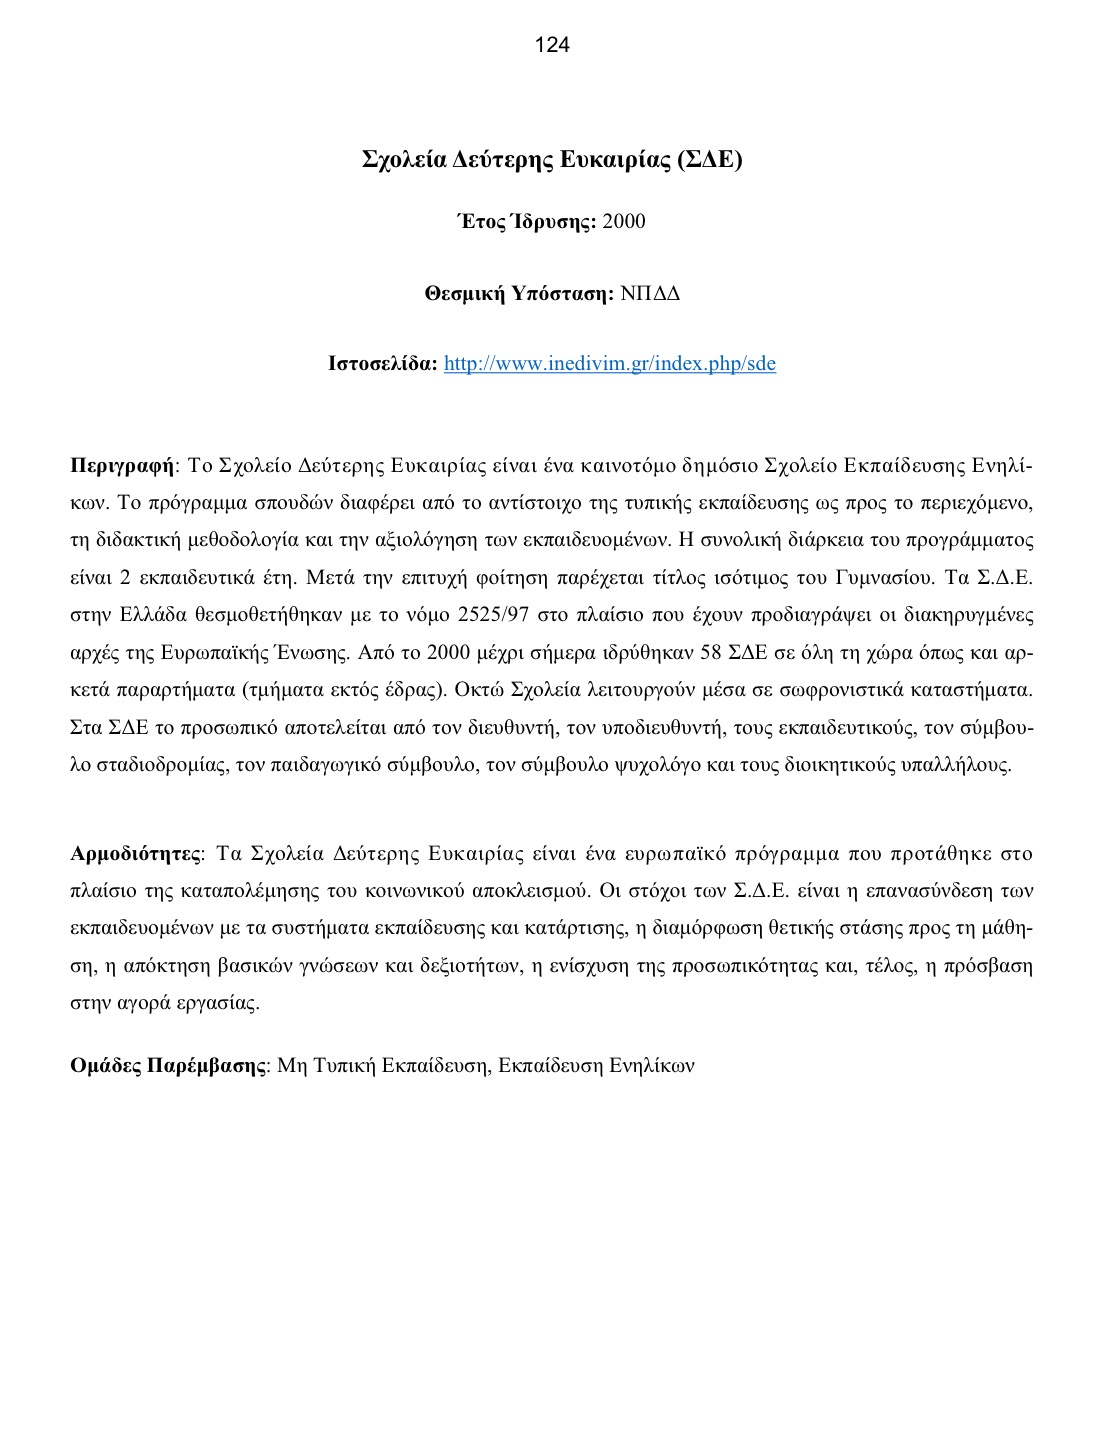 124
Σχολεία Δεύτερης Ευκαιρίας (ΣΔΕ)
Έτος Ίδρυσης: 2000
Θεσμική Υπόσταση: ΝΠΔΔ
Ιστοσελίδα: http://www.inedivim.gr/index.php/sde
Περιγραφή: Το Σχολείο Δεύτερης Ευκαιρίας είναι ένα καινοτόμο δημόσιο Σχολείο Εκπαίδευσης Ενηλί-
κων. Το πρόγραμμα σπουδών διαφέρει από το αντίστοιχο της τυπικής εκπαίδευσης ως προς το περιεχόμενο,
τη διδακτική μεθοδολογία και την αξιολόγηση των εκπαιδευομένων. Η συνολική διάρκεια του προγράμματος
είναι 2 εκπαιδευτικά έτη. Μετά την επιτυχή φοίτηση παρέχεται τίτλος ισότιμος του Γυμνασίου. Τα Σ.Δ.Ε.
στην Ελλάδα θεσμοθετήθηκαν με το νόμο 2525/97 στο πλαίσιο που έχουν προδιαγράψει οι διακηρυγμένες
αρχές της Ευρωπαϊκής Ένωσης. Από το 2000 μέχρι σήμερα ιδρύθηκαν 58 ΣΔΕ σε όλη τη χώρα όπως και αρ-
κετά παραρτήματα (τμήματα εκτός έδρας). Οκτώ Σχολεία λειτουργούν μέσα σε σωφρονιστικά καταστήματα.
Στα ΣΔΕ το προσωπικό αποτελείται από τον διευθυντή, τον υποδιευθυντή, τους εκπαιδευτικούς, τον σύμβου-
λο σταδιοδρομίας, τον παιδαγωγικό σύμβουλο, τον σύμβουλο ψυχολόγο και τους διοικητικούς υπαλλήλους.
Αρμοδιότητες: Τα Σχολεία Δεύτερης Ευκαιρίας είναι ένα ευρωπαϊκό πρόγραμμα που προτάθηκε στο
πλαίσιο της καταπολέμησης του κοινωνικού αποκλεισμού. Οι στόχοι των Σ.Δ.Ε. είναι η επανασύνδεση των
εκπαιδευομένων με τα συστήματα εκπαίδευσης και κατάρτισης, η διαμόρφωση θετικής στάσης προς τη μάθη-
ση, η απόκτηση βασικών γνώσεων και δεξιοτήτων, η ενίσχυση της προσωπικότητας και, τέλος, η πρόσβαση
στην αγορά εργασίας.
Ομάδες Παρέμβασης: Μη Τυπική Εκπαίδευση, Εκπαίδευση Ενηλίκων